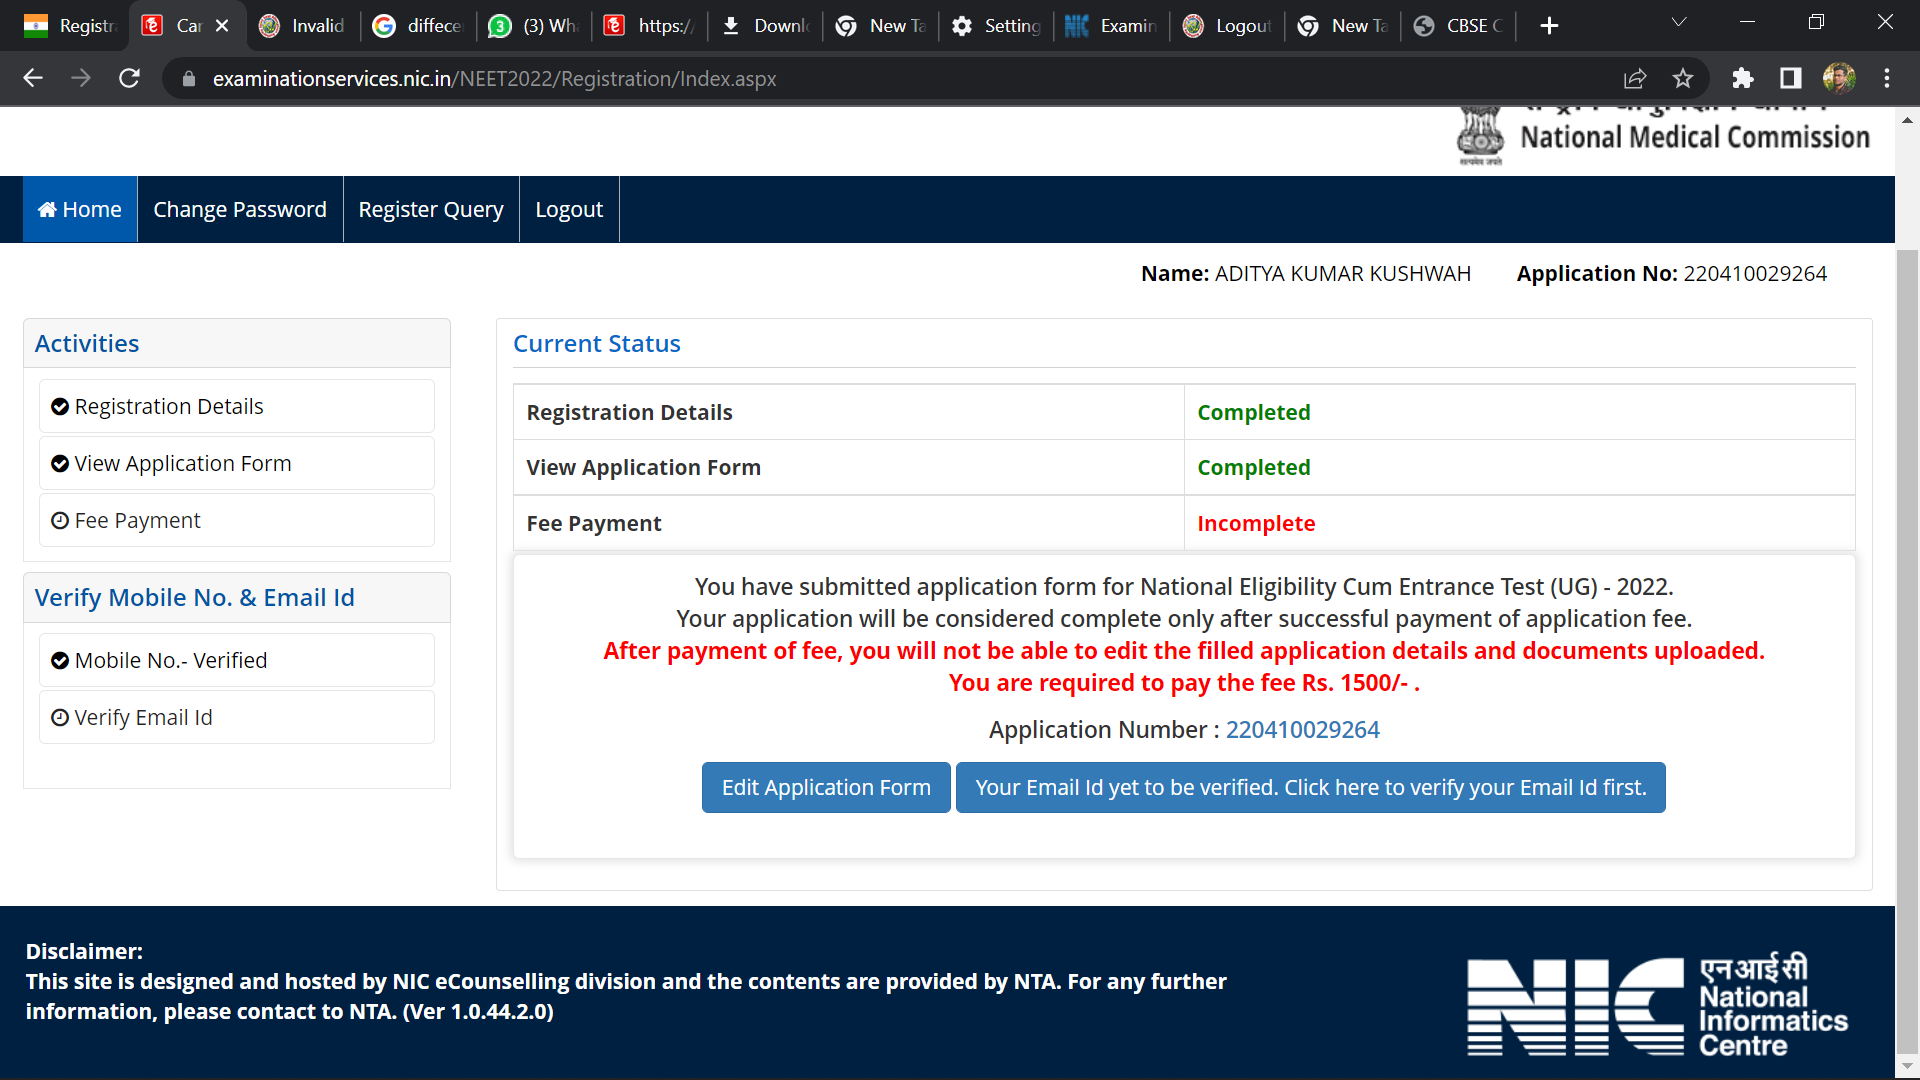 Registr
Car
Invalid
differe
(3) Wh
https:/
Downl
New Ta
Setting
Examin
Logout
New Ta
CBSE C
examinationservices.nic.in/NEET2022/Registration/Index.aspx
National Medical Commission
Home
Change Password
Register Query
Logout
Name: ADITYA KUMAR KUSHWAH
Application No: 220410029264
Activities
Registration Details
View Application Form
Fee Payment
Verify Mobile No. & Email Id
Mobile No.- Verified
Verify Email Id
Current Status
Registration Details Completed
View Application Form Completed
Fee Payment Incomplete
You have submitted application form for National Eligibility Cum Entrance Test (UG) - 2022.
Your application will be considered complete only after successful payment of application fee.
After payment of fee, you will not be able to edit the filled application details and documents uploaded.
You are required to pay the fee Rs. 1500/- .
Application Number : 220410029264
Edit Application Form
Your Email Id yet to be verified. Click here to verify your Email Id first.
Disclaimer:
This site is designed and hosted by NIC eCounselling division and the contents are provided by NTA. For any further
information, please contact to NTA. (Ver 1.0.44.2.0)
NIC
एन आई सी
National
Informatics
Centre